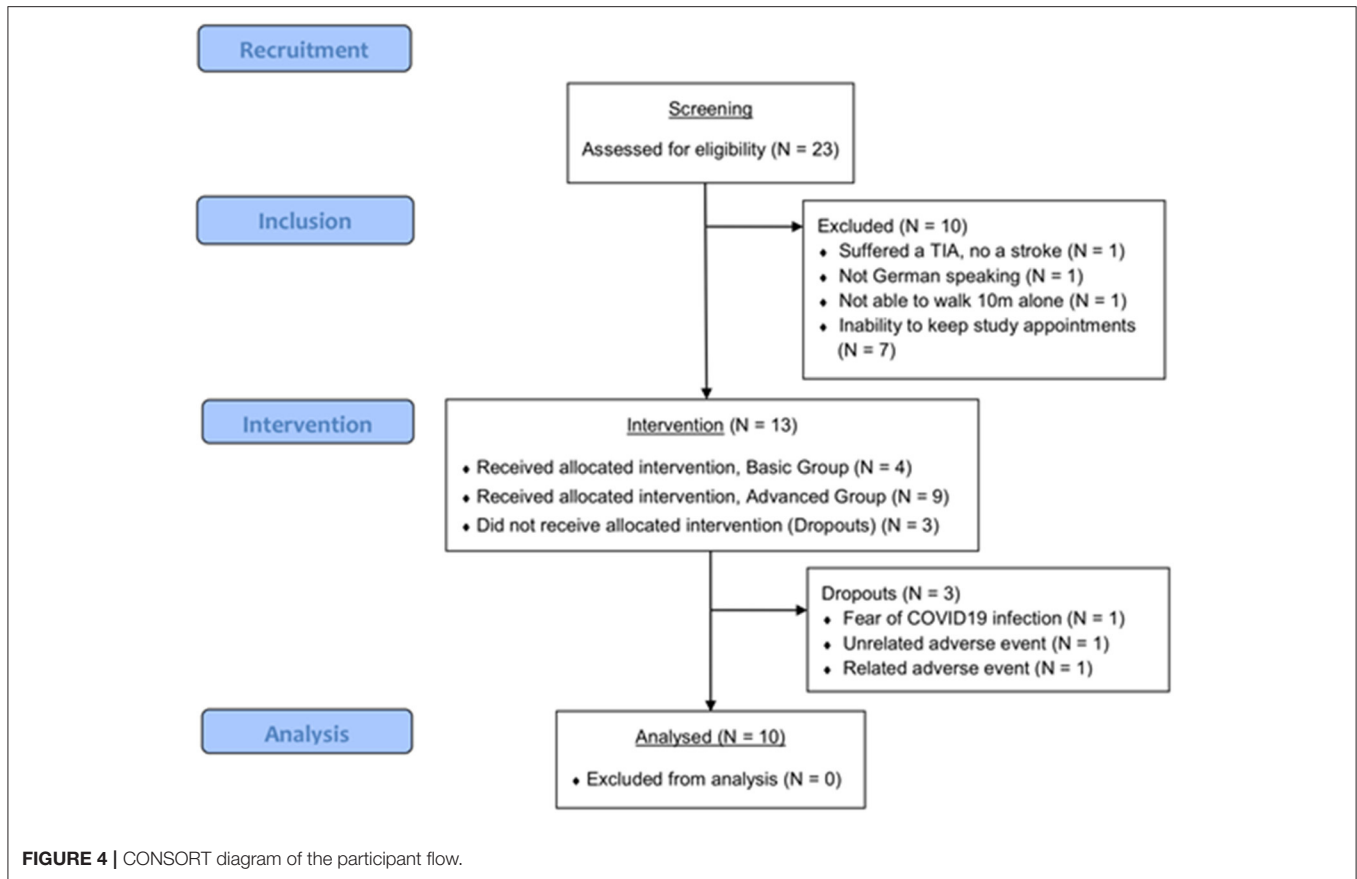 Recruitment
Screening
Assessed for eligibility (N = 23)
Inclusion
Excluded (N = 10)
⬧ Suffered a TIA, no a stroke (N = 1)
⬧ Not German speaking (N = 1)
⬧ Not able to walk 10m alone (N = 1)
⬧ Inability to keep study appointments
(N = 7)
Intervention
Intervention (N = 13)
⬧ Received allocated intervention, Basic Group (N = 4)
⬧ Received allocated intervention, Advanced Group (N = 9)
⬧ Did not receive allocated intervention (Dropouts) (N = 3)
Dropouts (N = 3)
⬧ Fear of COVID19 infection (N = 1)
⬧ Unrelated adverse event (N = 1)
⬧ Related adverse event (N = 1)
Analysis
Analysed (N = 10)
⬧ Excluded from analysis (N = 0)
FIGURE 4 | CONSORT diagram of the participant flow.